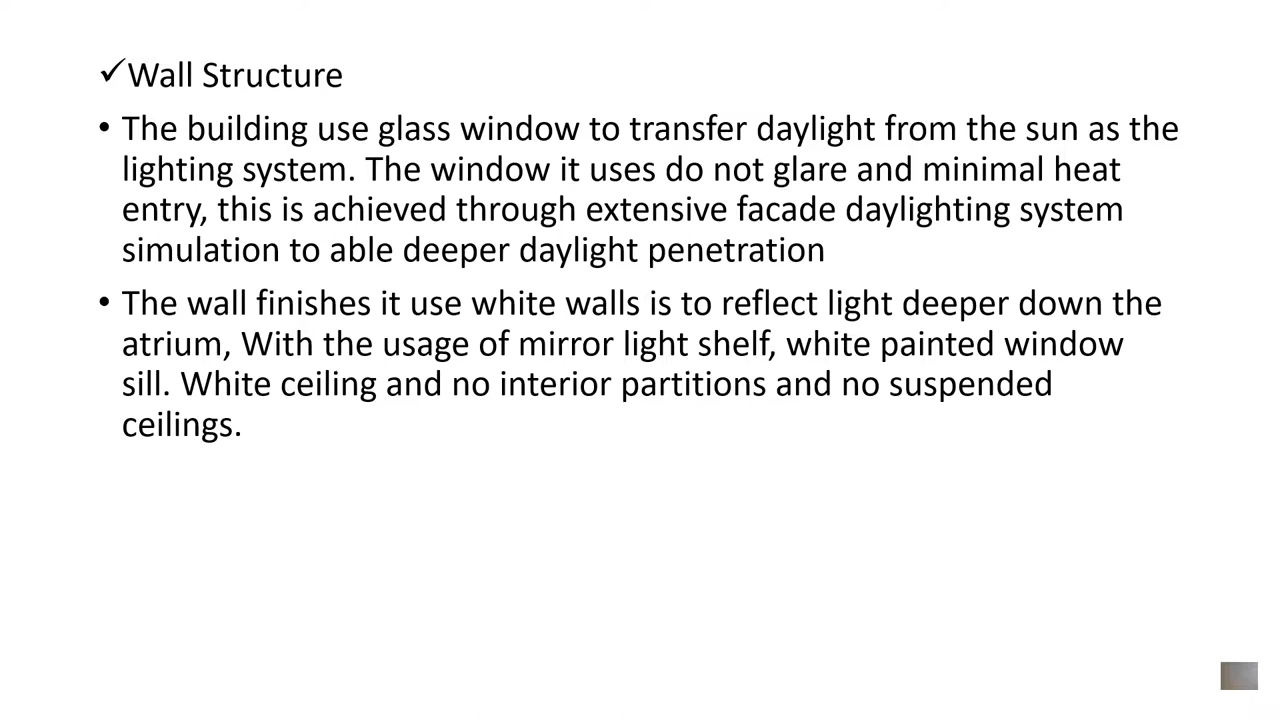 ✓Wall Structure
• The building use glass window to transfer daylight from the sun as the
lighting system. The window it uses do not glare and minimal heat
entry, this is achieved through extensive facade daylighting system
simulation to able deeper daylight penetration
• The wall finishes it use white walls is to reflect light deeper down the
atrium, With the usage of mirror light shelf, white painted window
sill. White ceiling and no interior partitions and no suspended
ceilings.